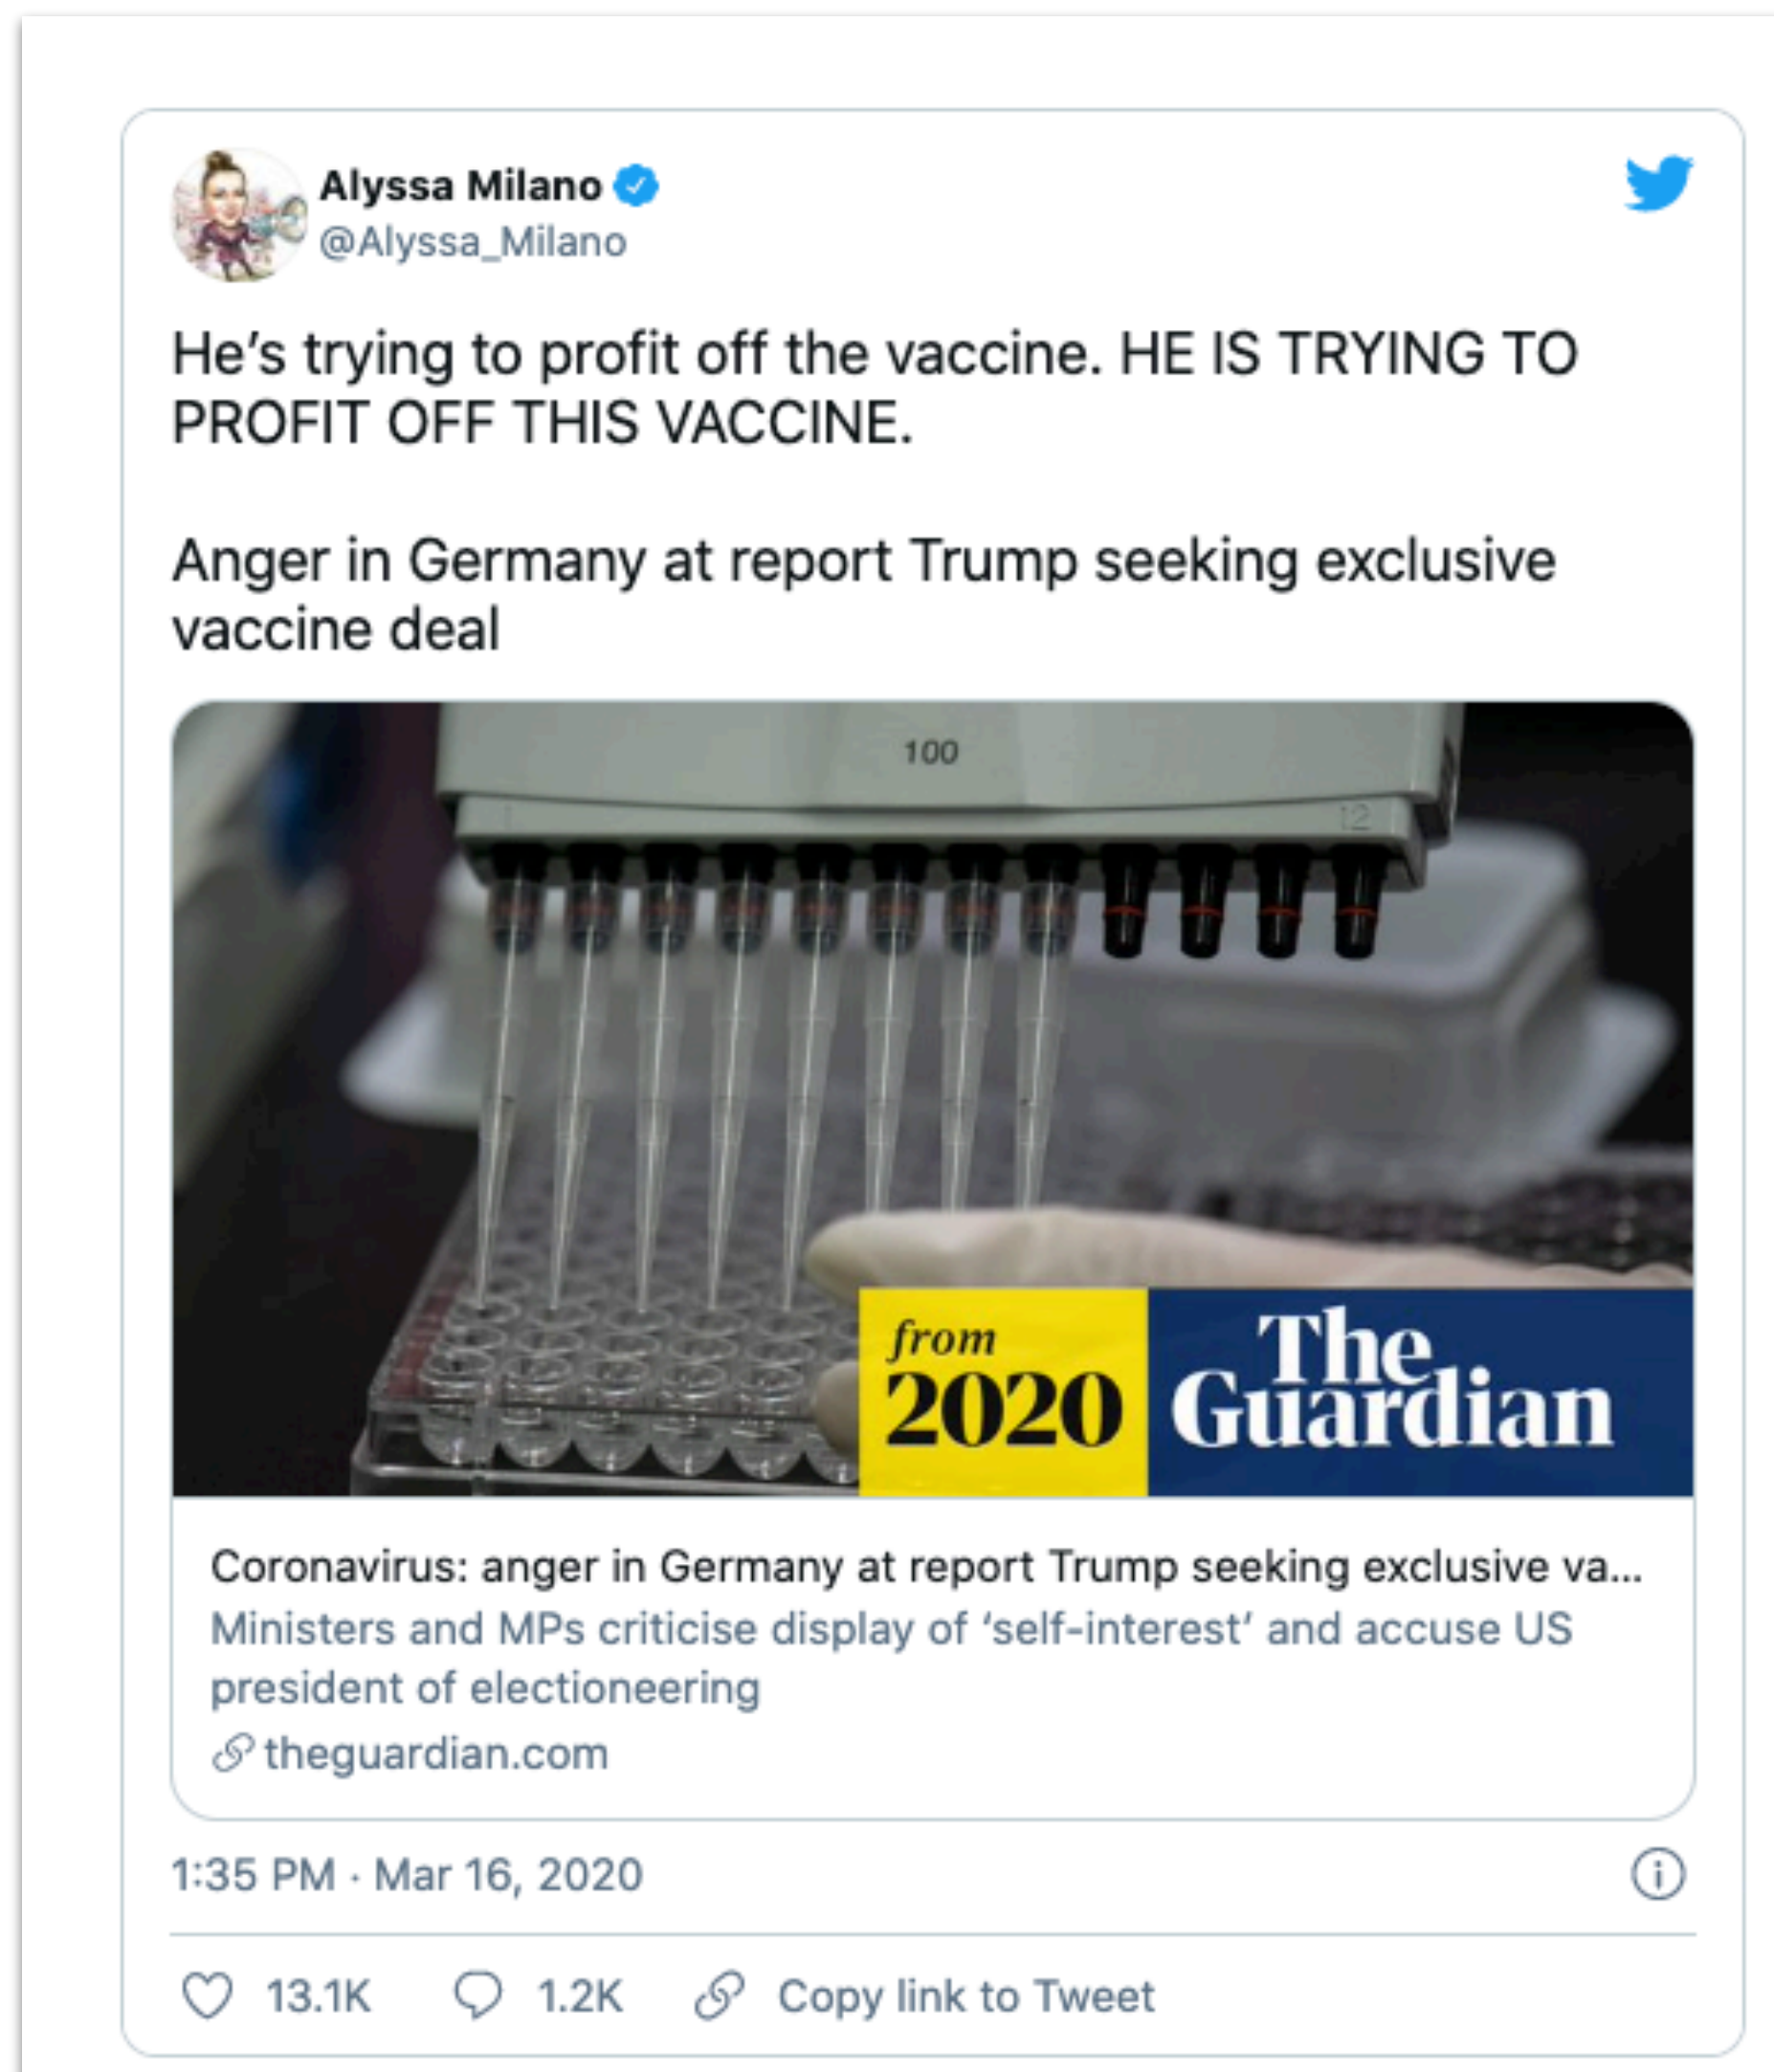 Alyssa Milano
@Alyssa_Milano
He's trying to profit off the vaccine. HE IS TRYING TO
PROFIT OFF THIS VACCINE.
Anger in Germany at report Trump seeking exclusive
vaccine deal
100
1 12
from
2020
The
Guardian
Coronavirus: anger in Germany at report Trump seeking exclusive va...
Ministers and MPs criticise display of ‘self-interest’ and accuse US
president of electioneering
theguardian.com
1:35 PM · Mar 16, 2020
13.1K 1.2K Copy link to Tweet